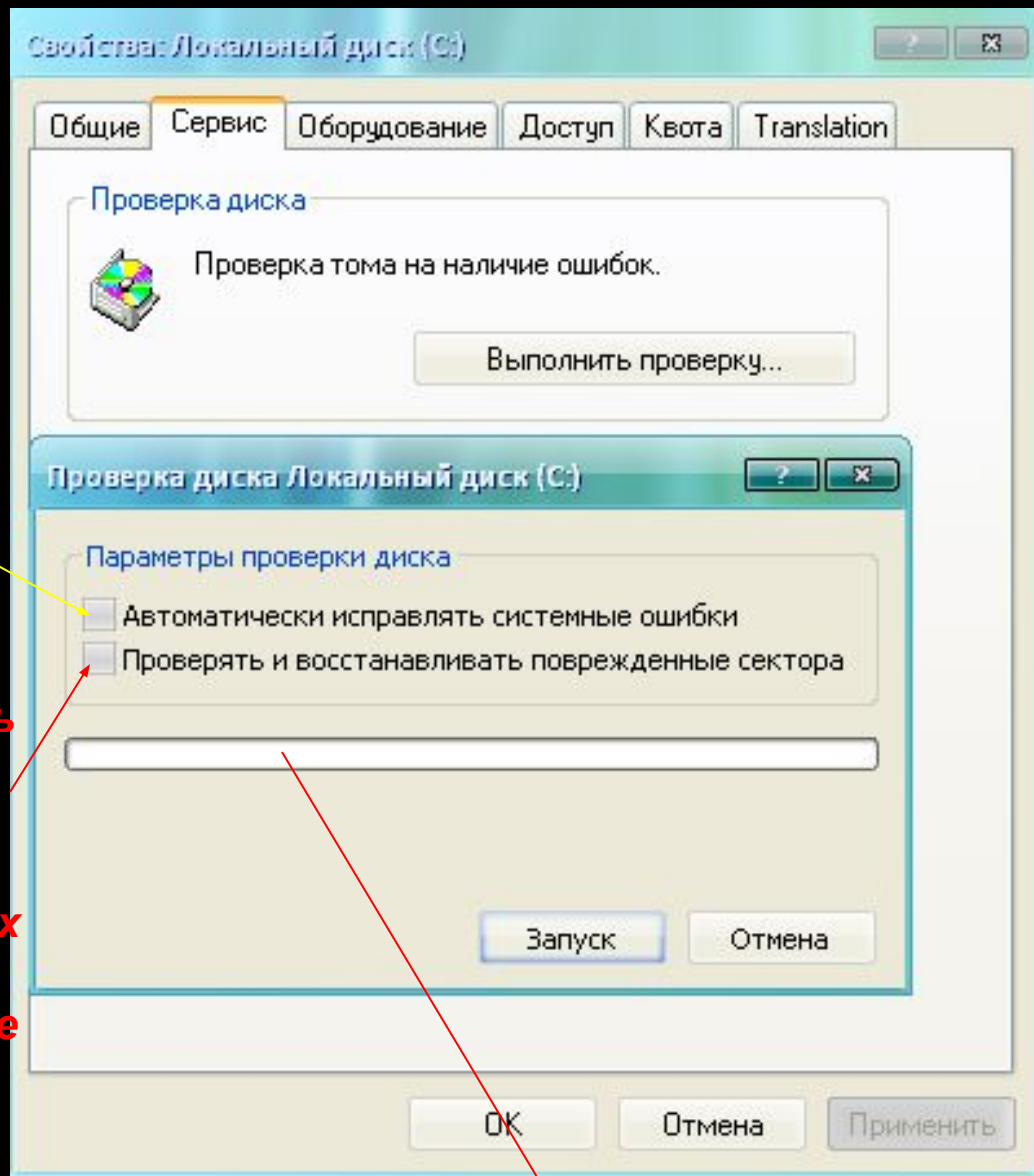 Свойства: Локальный диск (C:)
Общие Сервис Оборудование Доступ Квота Translation
Проверка диска
Проверка тома на наличие ошибок.
Выполнить проверку...
Проверка диска Локальный диск (C:)
Параметры проверки диска
Автоматически исправлять системные ошибки
Проверять и восстанавливать поврежденные сектора
ь
х
Запуск Отмена
е
OK Отмена Применить